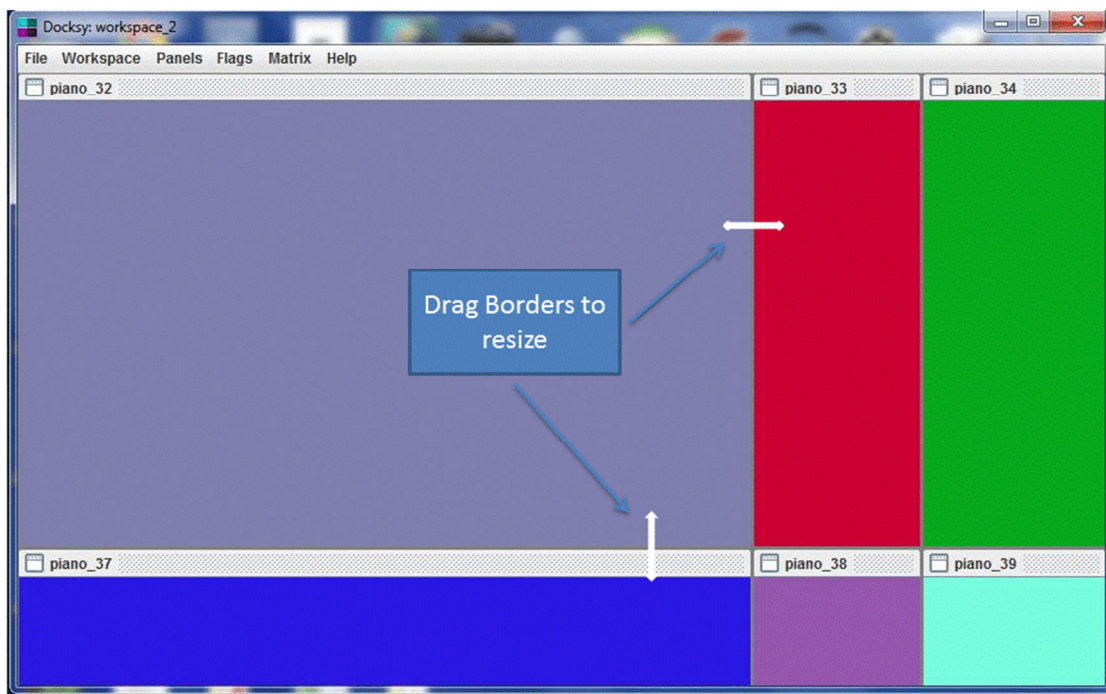 Docksy: workspace_2
File Workspace Panels Flags Matrix Help
piano_32 piano_33 piano_34
Drag Borders to
resize
piano_37 piano_38 piano_39